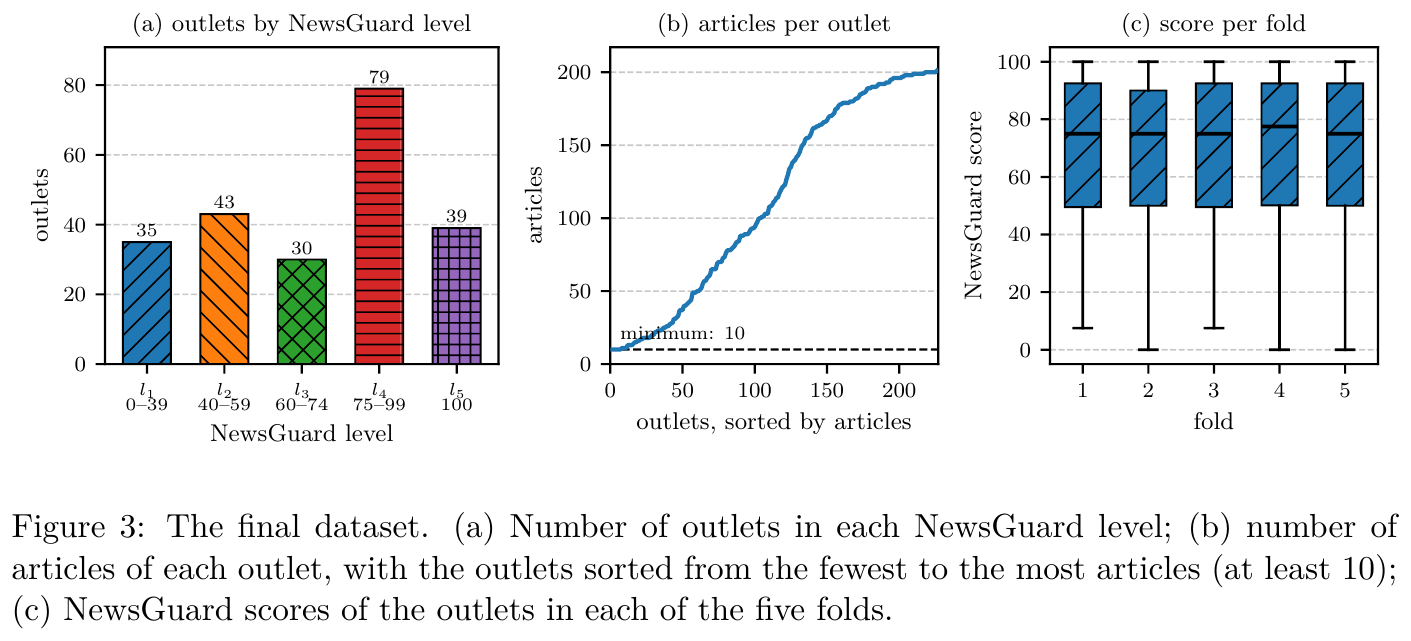 (a) outlets by NewsGuard level
outlets
80
60
40
20
0
35
43
30
79
39
l1 l2 l3 l4 l5
0–39 40–59 60–74 75–99 100
NewsGuard level
(b) articles per outlet
articles
200
150
100
50
0
minimum: 10
0 50 100 150 200
outlets, sorted by articles
(c) score per fold
NewsGuard score
100
80
60
40
20
0
1 2 3 4 5
fold
Figure 3: The final dataset. (a) Number of outlets in each NewsGuard level; (b) number of
articles of each outlet, with the outlets sorted from the fewest to the most articles (at least 10);
(c) NewsGuard scores of the outlets in each of the five folds.